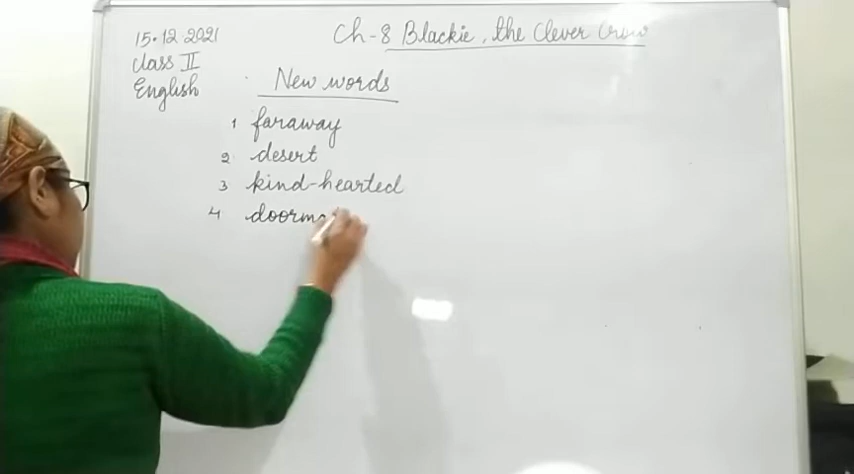 15.12.2021
Ch-8 Blackie, the Clever Crow
Class II
English
New words
1 faraway
2 desert
3 kind-hearted
4